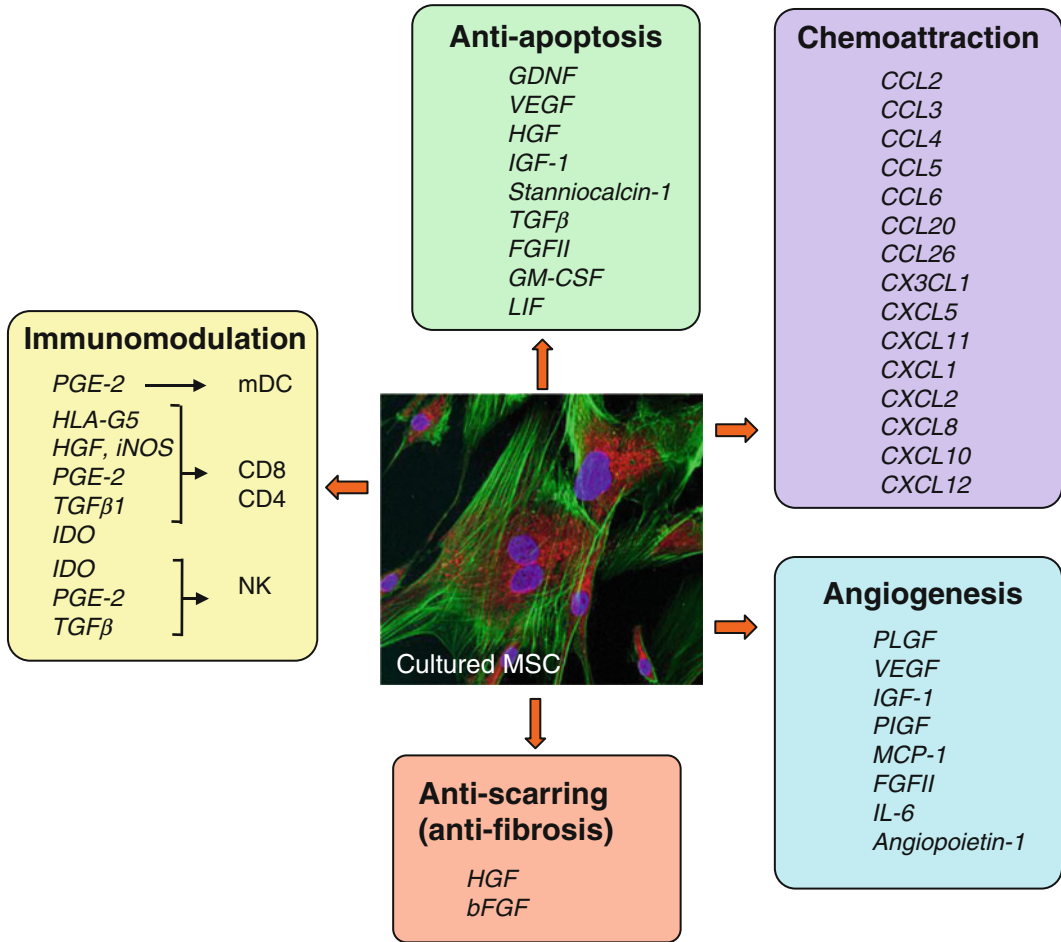 Anti-apoptosis
GDNF
VEGF
HGF
IGF-1
Stanniocalcin-1
TGFβ
FGFII
GM-CSF
LIF
Chemoattraction
CCL2
CCL3
CCL4
CCL5
CCL6
CCL20
CCL26
CX3CL1
CXCL5
CXCL11
CXCL1
CXCL2
CXCL8
CXCL10
CXCL12
Immunomodulation
PGE-2 mDC
HLA-G5
HGF, iNOS
PGE-2
TGFβ1
IDO
CD8
CD4
IDO
PGE-2
TGFβ
NK
Cultured MSC
Angiogenesis
PLGF
VEGF
IGF-1
PIGF
MCP-1
FGFII
IL-6
Angiopoietin-1
Anti-scarring
(anti-fibrosis)
HGF
bFGF